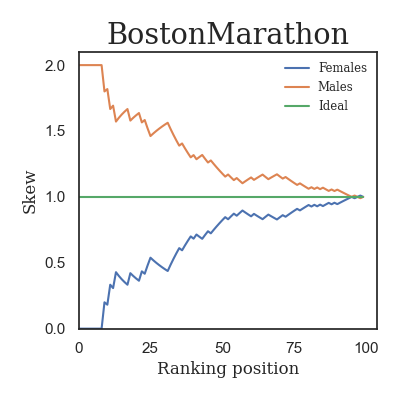 BostonMarathon
Females
Males
Ideal
2.0
1.5
1.0
0.5
0.0
Skew
0 25 50 75 100
Ranking position